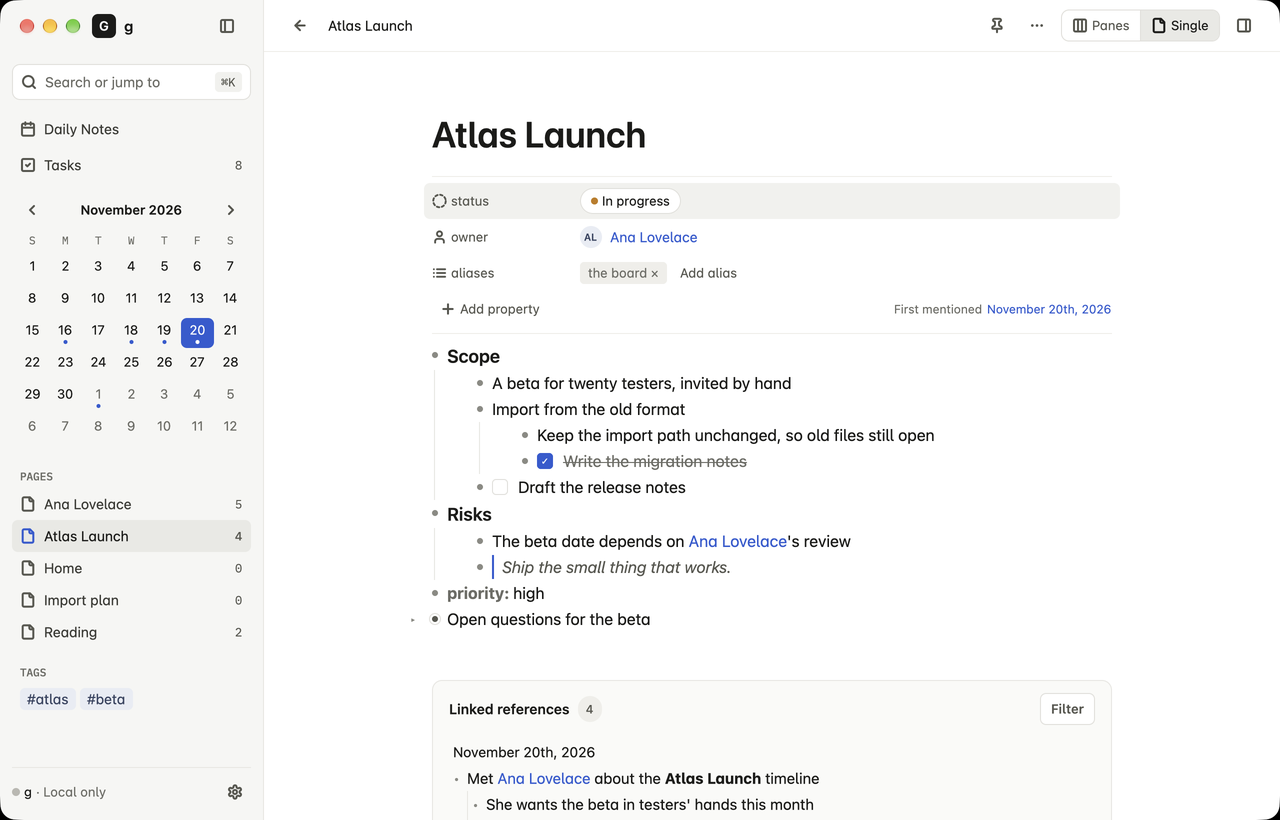 G g
Search or jump to ⌘K
Daily Notes
Tasks 8
November 2026
S M T W T F S
1 2 3 4 5 6 7
8 9 10 11 12 13 14
15 16 17 18 19 20 21
22 23 24 25 26 27 28
29 30 1 2 3 4 5
6 7 8 9 10 11 12
PAGES
Ana Lovelace 5
Atlas Launch 4
Home 0
Import plan 0
Reading 2
TAGS
#atlas #beta
g · Local only
Atlas Launch
Panes Single
Atlas Launch
status In progress
owner AL Ana Lovelace
aliases the board × Add alias
Add property First mentioned November 20th, 2026
Scope
A beta for twenty testers, invited by hand
Import from the old format
Keep the import path unchanged, so old files still open
Write the migration notes
Draft the release notes
Risks
The beta date depends on Ana Lovelace's review
Ship the small thing that works.
priority: high
Open questions for the beta
Linked references 4 Filter
November 20th, 2026
Met Ana Lovelace about the Atlas Launch timeline
She wants the beta in testers' hands this month